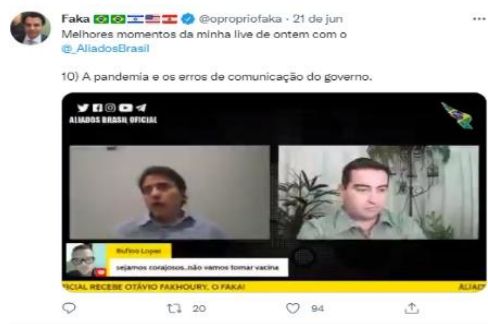 Faka @opropriofaka · 21 de jun
Melhores momentos da minha live de ontem com o
@_AliadosBrasil
10) A pandemia e os erros de comunicação do governo.
ALIADOS BRASIL OFICIAL
Rufino Lopes
sejamos corajosos..não vamos tomar vacina
ICIAL RECEBE OTÁVIO FAKHOURY, O FAKA!
20
94